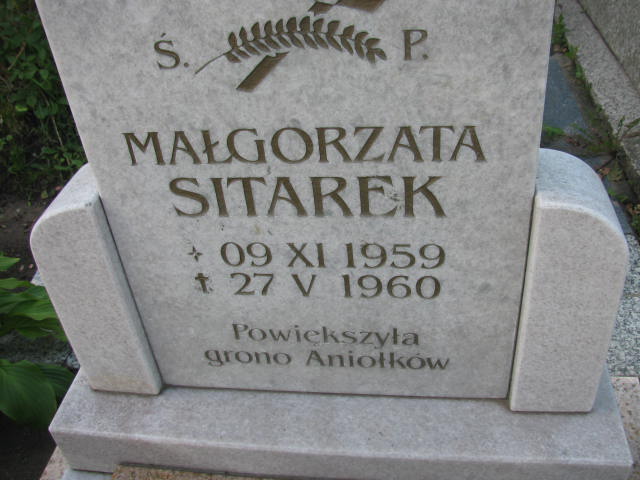 Ś. P.
MAŁGORZATA
SITAREK
09 XI 1959
✝ 27 V 1960
Powiększyła
grono Aniołków